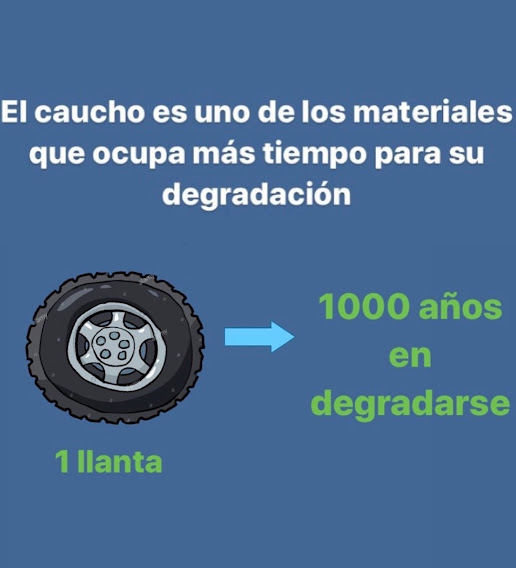 El caucho es uno de los materiales
que ocupa más tiempo para su
degradación
1000 años
en
degradarse
1 llanta